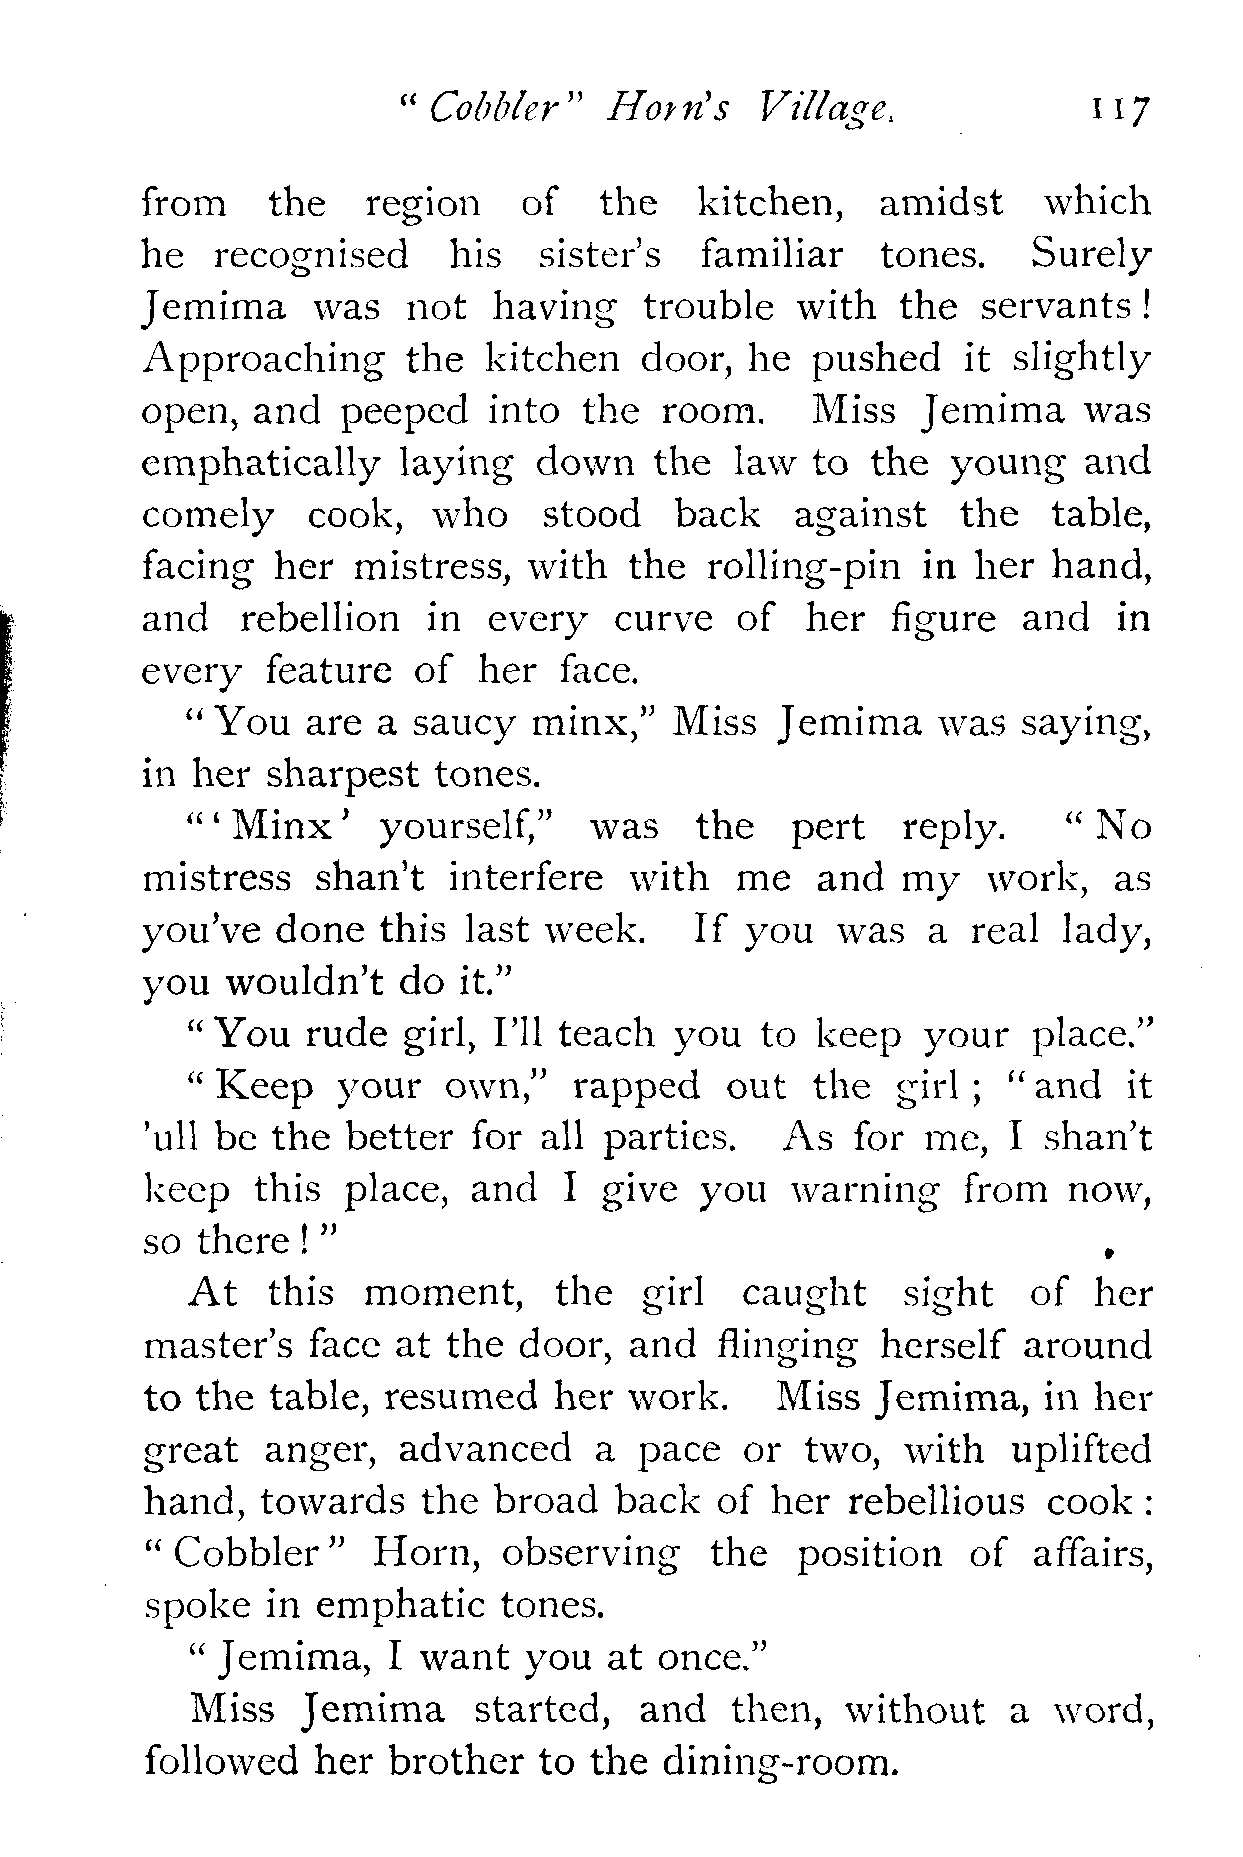 " Cobbler" Horn's Village. 117
from the region of the kitchen, amidst which
he recognised his sister's familiar tones. Surely
Jemima was not having trouble with the servants !
Approaching the kitchen door, he pushed it slightly
open, and peeped into the room. Miss Jemima was
emphatically laying down the law to the young and
comely cook, who stood back against the table,
facing her mistress, with the rolling-pin in her hand,
and rebellion in every curve of her figure and in
every feature of her face.
" You are a saucy minx," Miss Jemima was saying,
in her sharpest tones.
" ' Minx ' yourself," was the pert reply. " No
mistress shan't interfere with me and my work, as
you've done this last week. If you was a real lady,
you wouldn't do it."
" You rude girl, I'll teach you to keep your place."
" Keep your own," rapped out the girl ; " and it
'ull be the better for all parties. As for me, I shan't
keep this place, and I give you warning from now,
so there ! "
At this moment, the girl caught sight of her
master's face at the door, and flinging herself around
to the table, resumed her work. Miss Jemima, in her
great anger, advanced a pace or two, with uplifted
hand, towards the broad back of her rebellious cook :
" Cobbler " Horn, observing the position of affairs,
spoke in emphatic tones.
" Jemima, I want you at once."
Miss Jemima started, and then, without a word,
followed her brother to the dining-room.